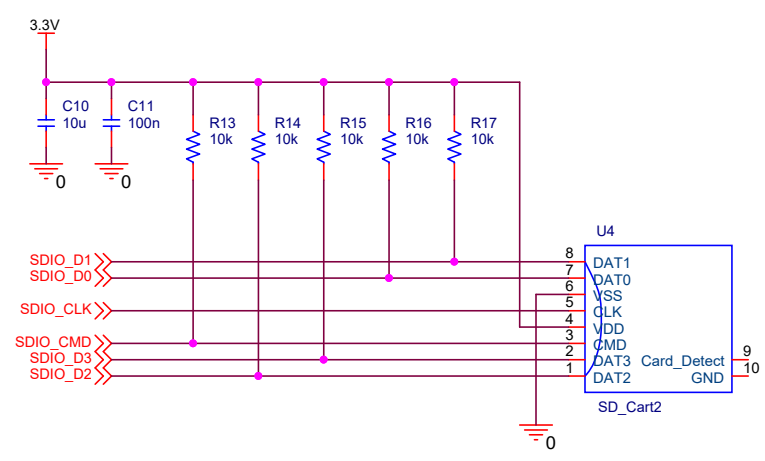 3.3V
C10
10u
C11
100n
R13
10k
R14
10k
R15
10k
R16
10k
R17
10k
0
0
U4
SDIO_D1
8
DAT1
SDIO_D0
7
DAT0
6
VSS
SDIO_CLK
5
CLK
4
VDD
SDIO_CMD
3
CMD
SDIO_D3
2
DAT3
Card_Detect
9
SDIO_D2
1
DAT2
GND
10
SD_Cart2
0